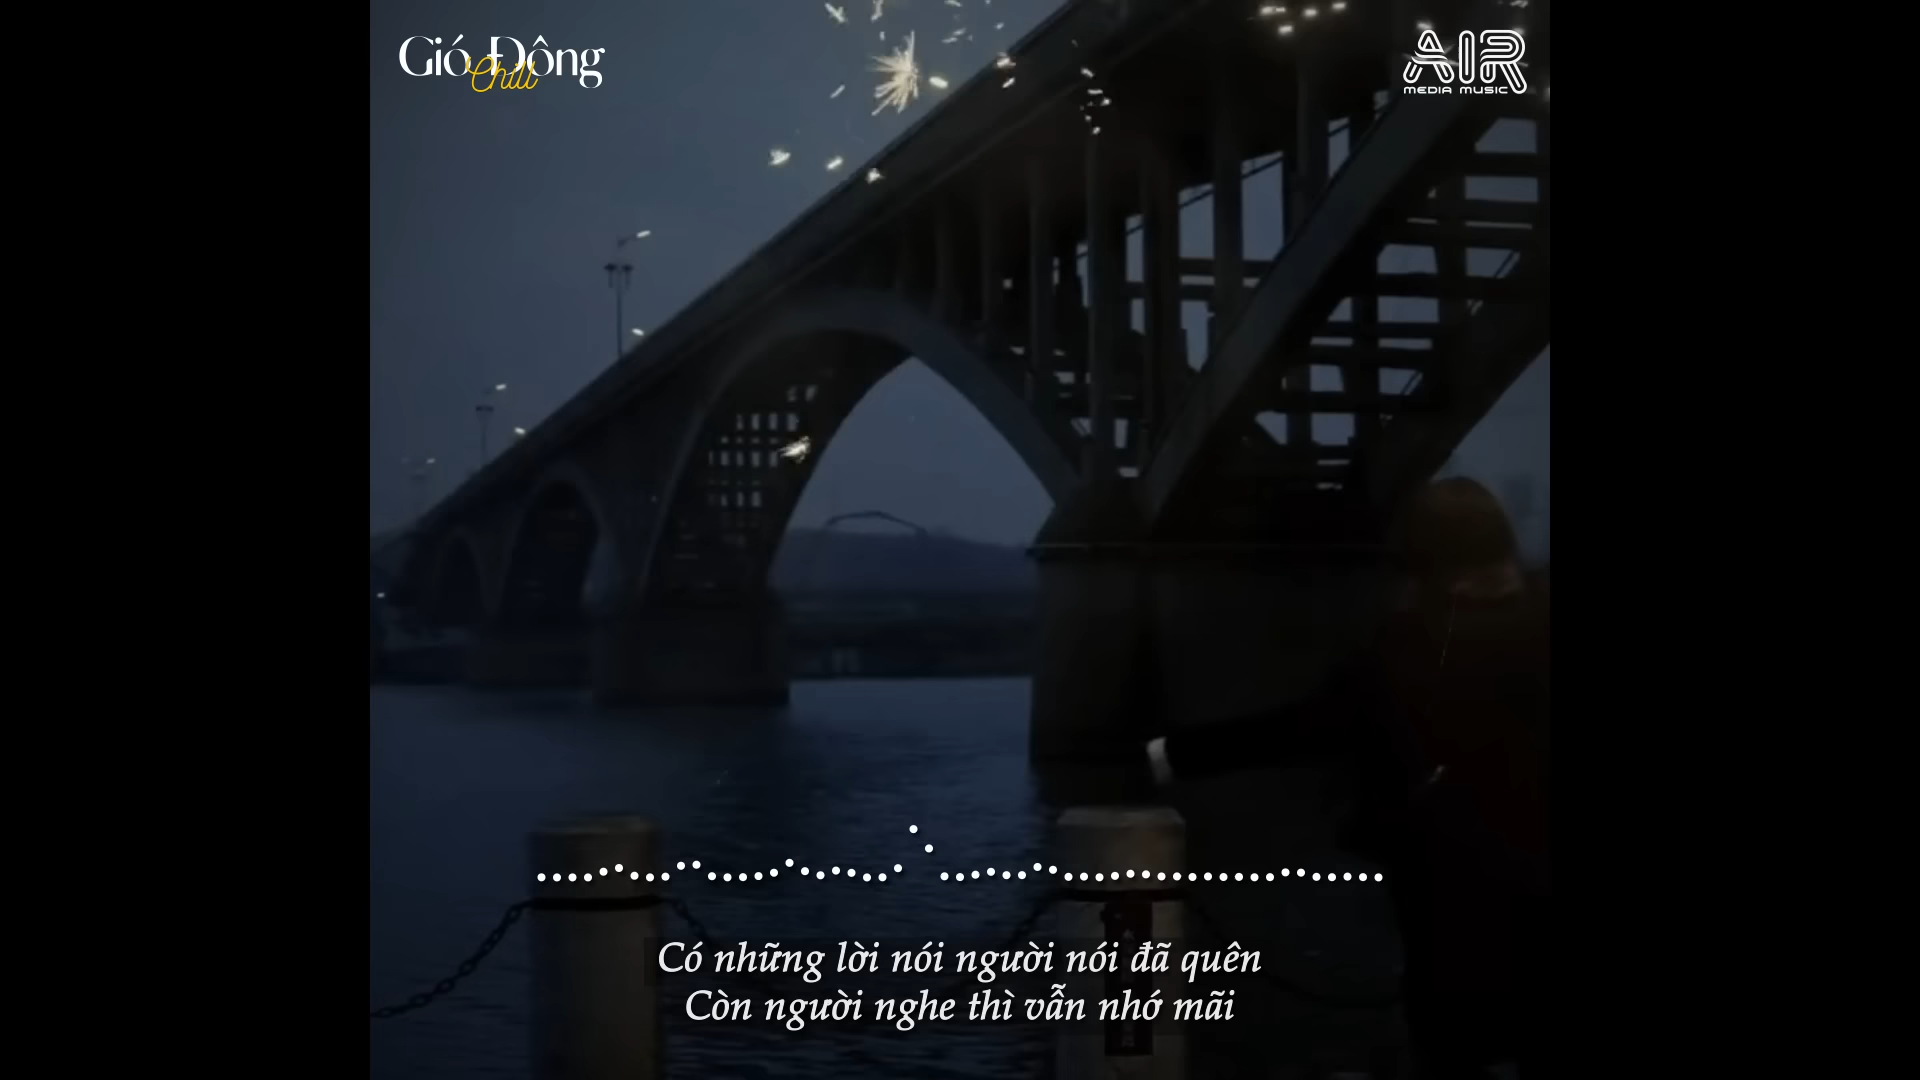 Gió Đông
Chill
AIR
MEDIA MUSIC
Có những lời nói người nói đã quên
Còn người nghe thì vẫn nhớ mãi